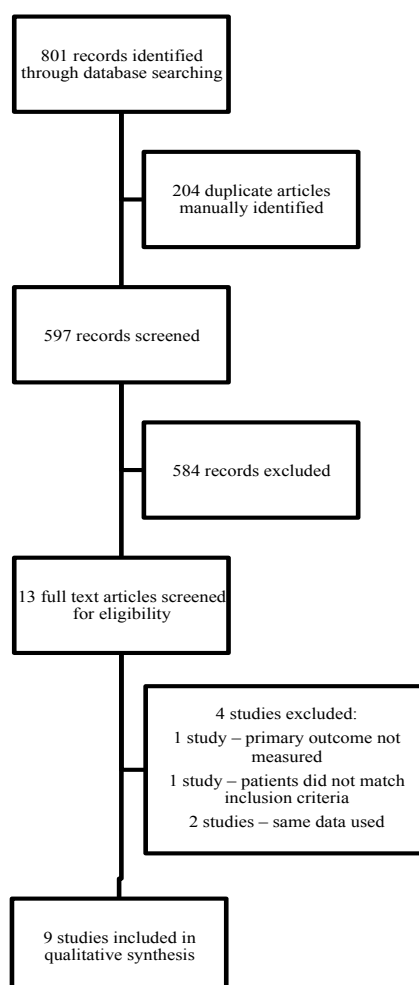 801 records identified
through database searching
204 duplicate articles
manually identified
597 records screened
584 records excluded
13 full text articles screened
for eligibility
4 studies excluded:
1 study – primary outcome not
measured
1 study – patients did not match
inclusion criteria
2 studies – same data used
9 studies included in
qualitative synthesis